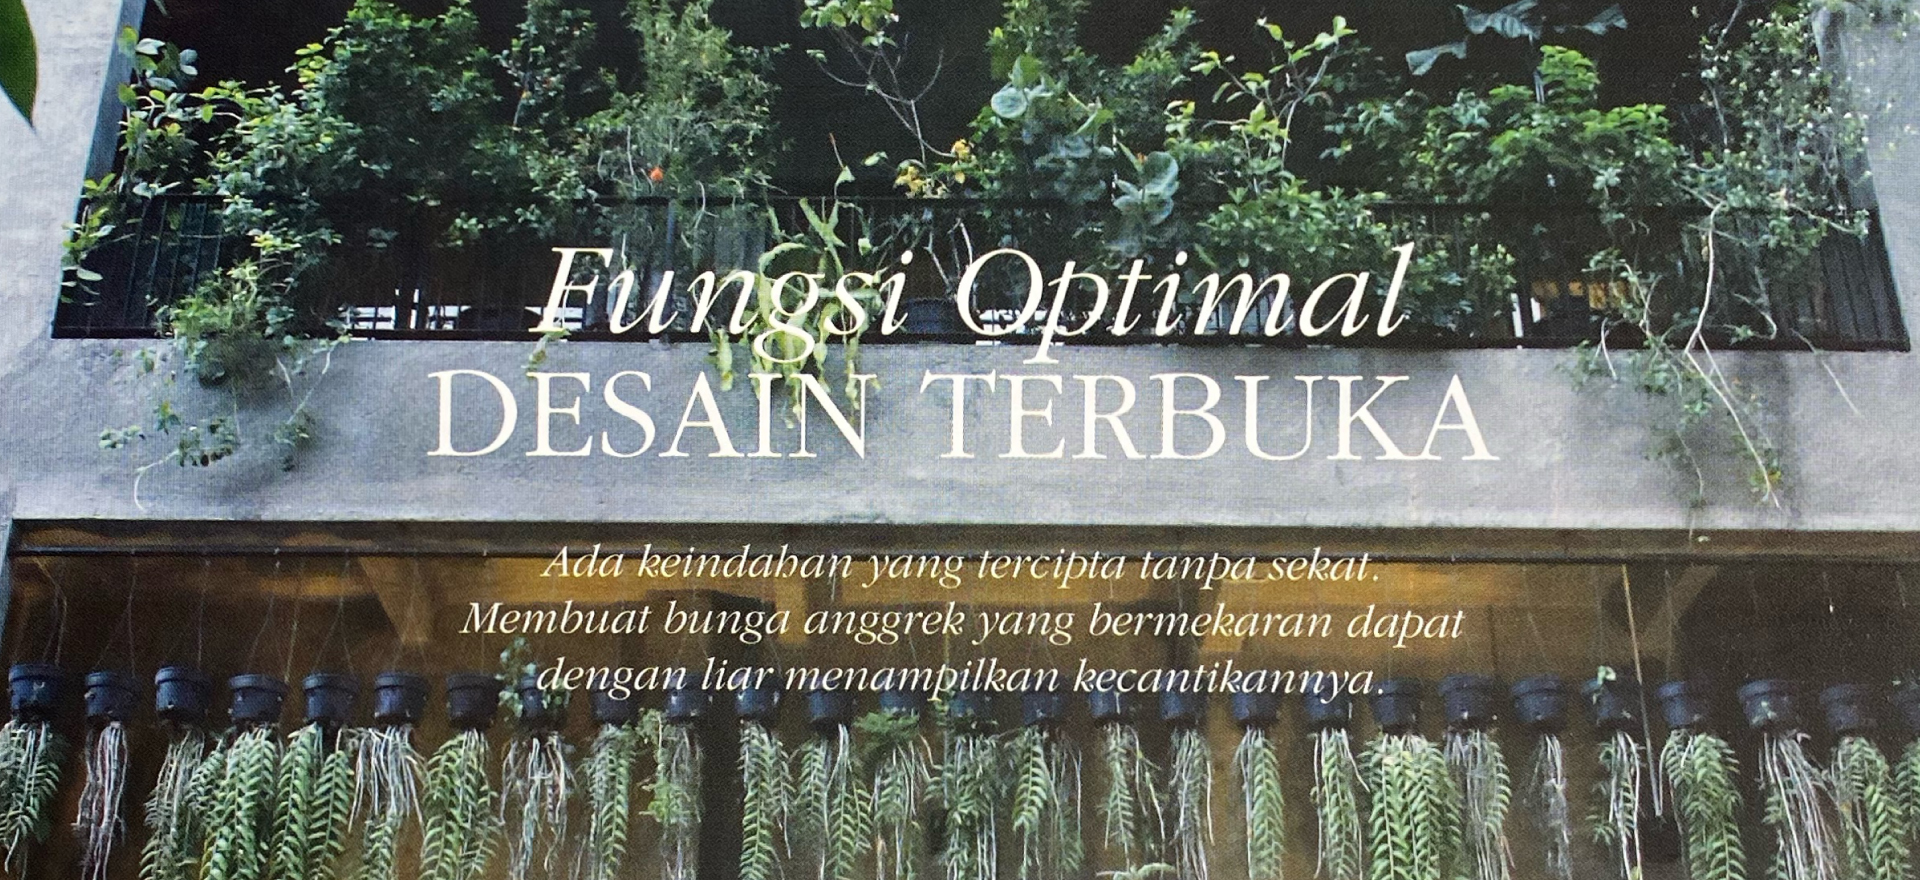 Fungsi Optimal
DESAIN TERBUKA
Ada keindahan yang tercipta tanpa sekat.
Membuat bunga anggrek yang bermekaran dapat
dengan liar menampilkan kecantikannya.